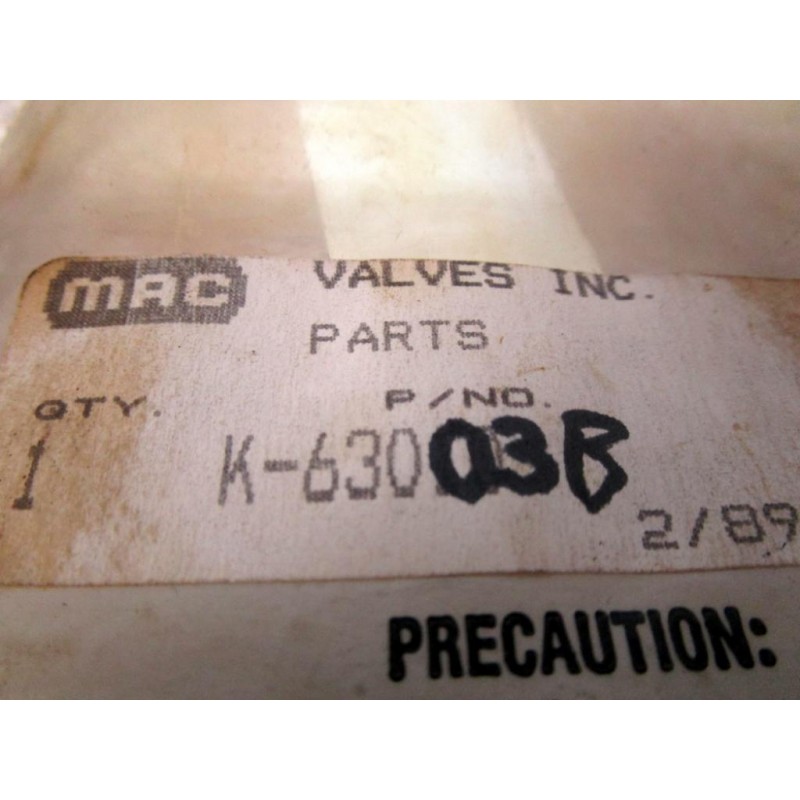 MAC VALVES INC.
PARTS
QTY. P/NO.
1 K-63003B
2/89
PRECAUTION: